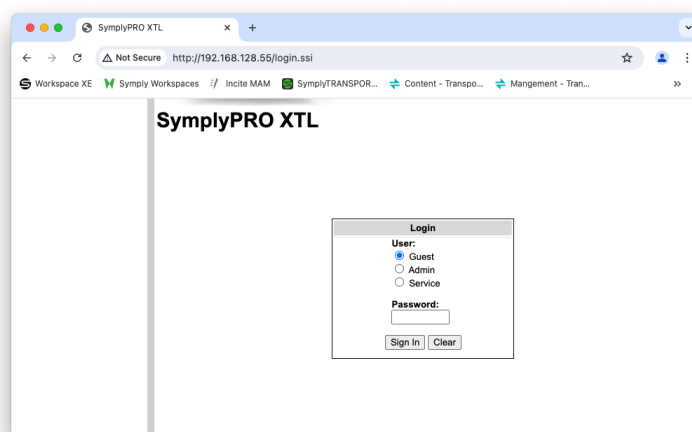 SymplyPRO XTL
Not Secure http://192.168.128.55/login.ssi
Workspace XE Symply Workspaces Incite MAM SymplyTRANSPOR... Content - Transpo... Mangement - Tran...
SymplyPRO XTL
Login
User:
Guest
Admin
Service
Password:
Sign In Clear